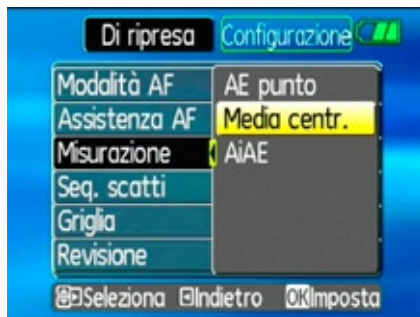 Di ripresa Configurazione
Modalità AF AE punto
Assistenza AF Media centr.
Misurazione AiAE
Seq. scatti
Griglia
Revisione
Seleziona Indietro OK Imposta